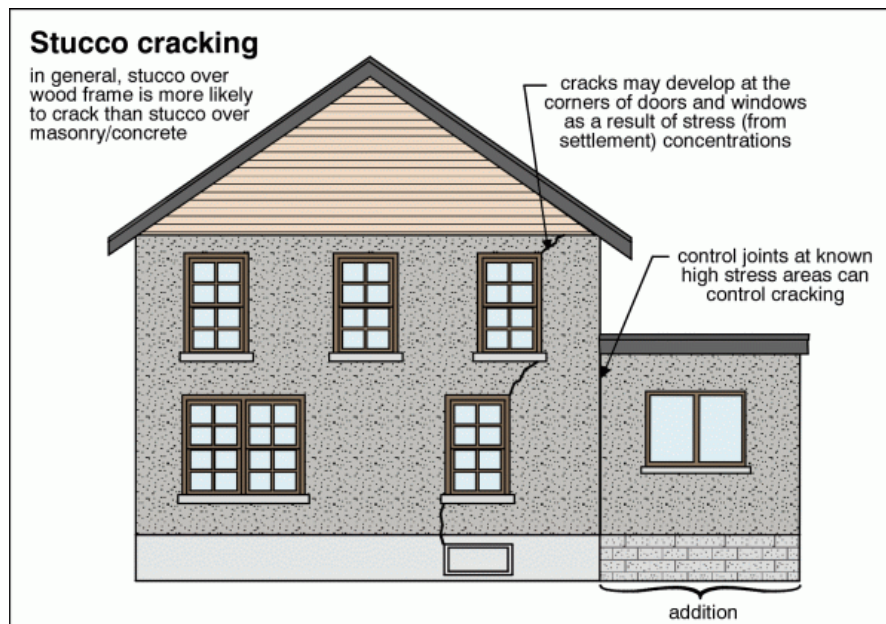 Stucco cracking
in general, stucco over
wood frame is more likely
to crack than stucco over
masonry/concrete
cracks may develop at the
corners of doors and windows
as a result of stress (from
settlement) concentrations
control joints at known
high stress areas can
control cracking
addition